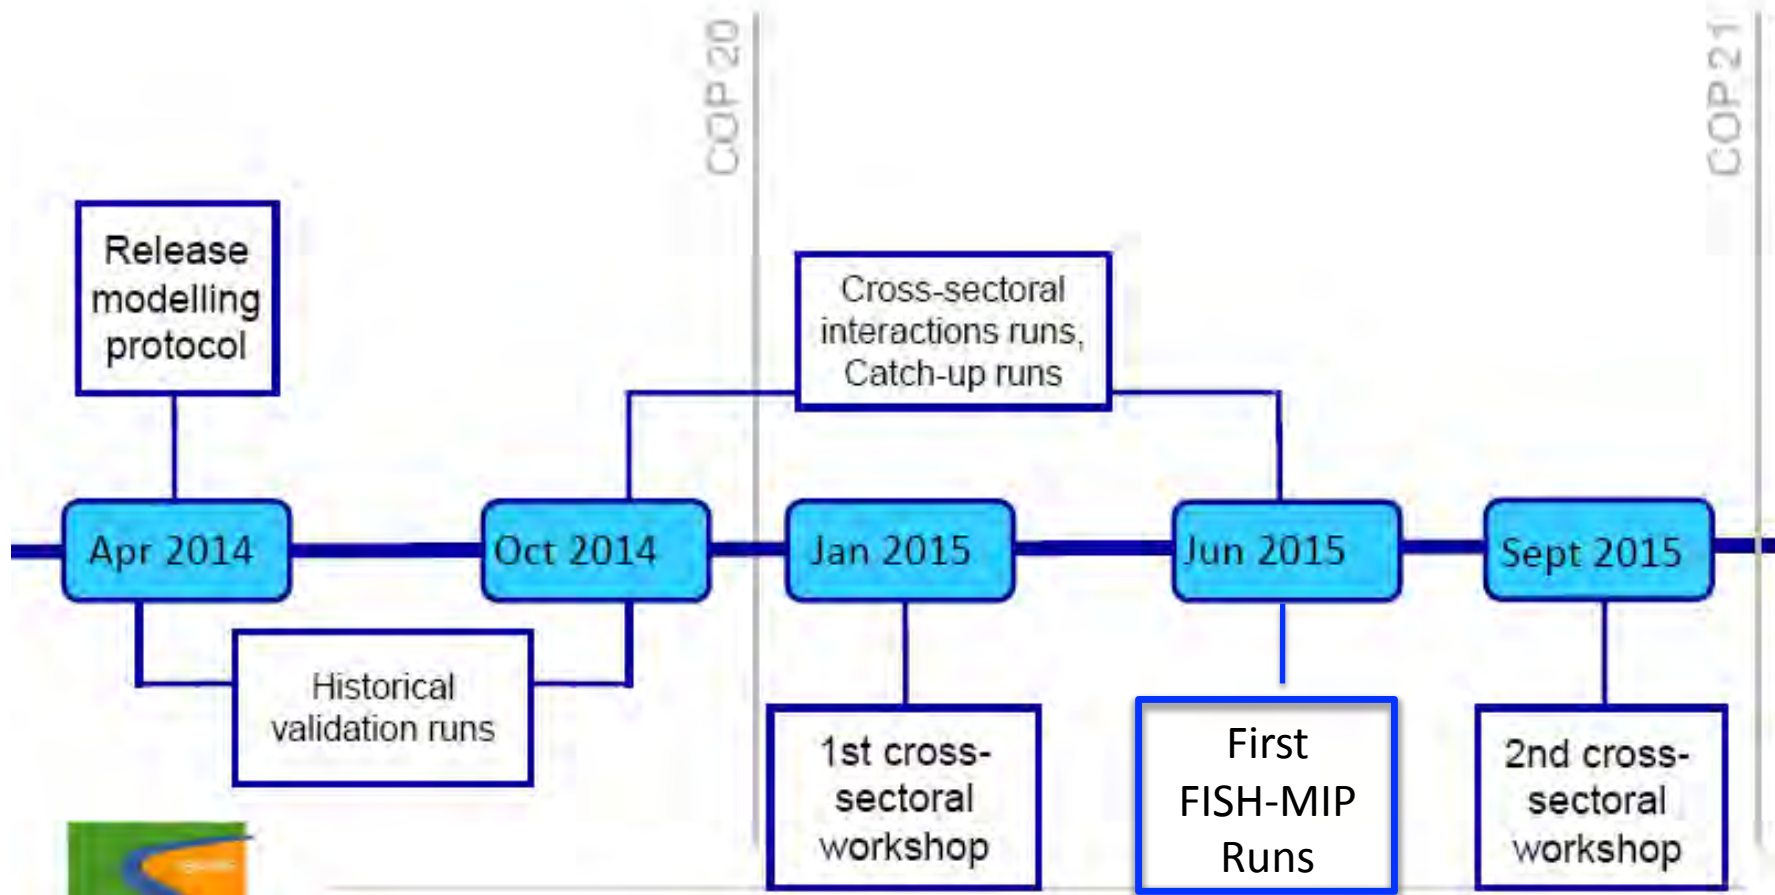 COP 20
COP 21
Release
modelling
protocol
Cross-sectoral
interactions runs,
Catch-up runs
Apr 2014
Oct 2014
Jan 2015
Jun 2015
Sept 2015
Historical
validation runs
1st cross-
sectoral
workshop
First
FISH-MIP
Runs
2nd cross-
sectoral
workshop